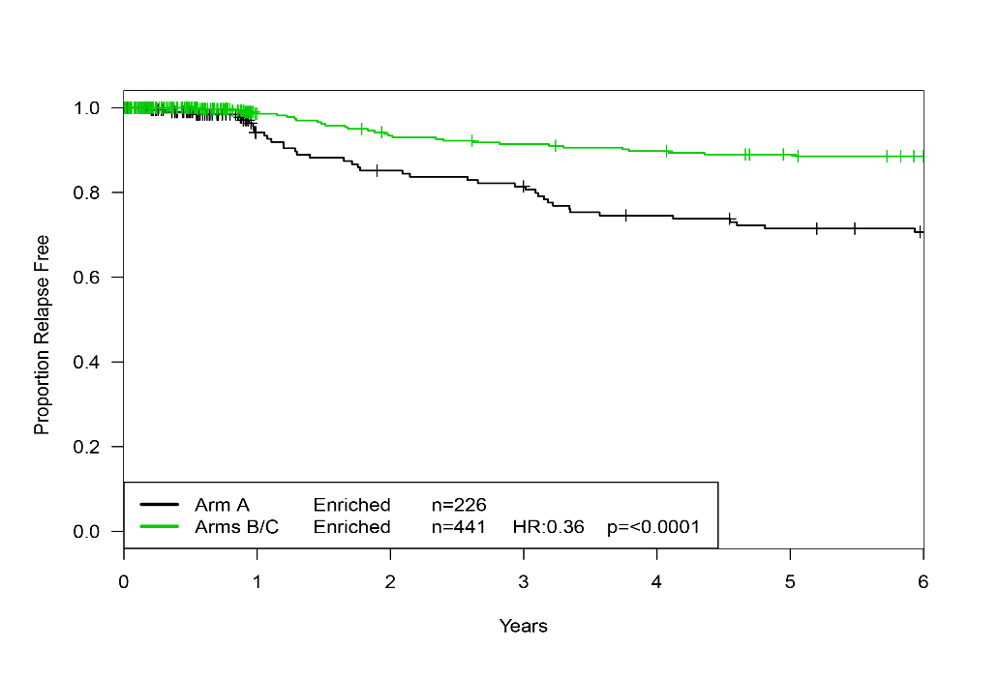 Proportion Relapse Free
1.0
0.8
0.6
0.4
0.2
0.0
Arm A Enriched n=226
Arms B/C Enriched n=441 HR:0.36 p=<0.0001
0 1 2 3 4 5 6
Years